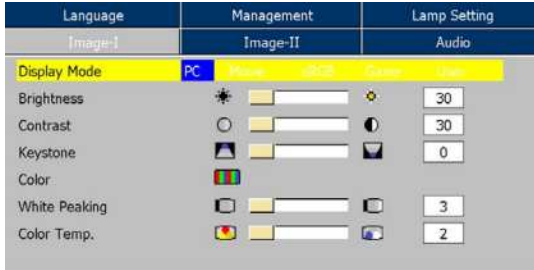 Language Management Lamp Setting
Image-I Image-II Audio
Display Mode PC Movie sRGB Game User
Brightness 30
Contrast 30
Keystone 0
Color
White Peaking 3
Color Temp. 2